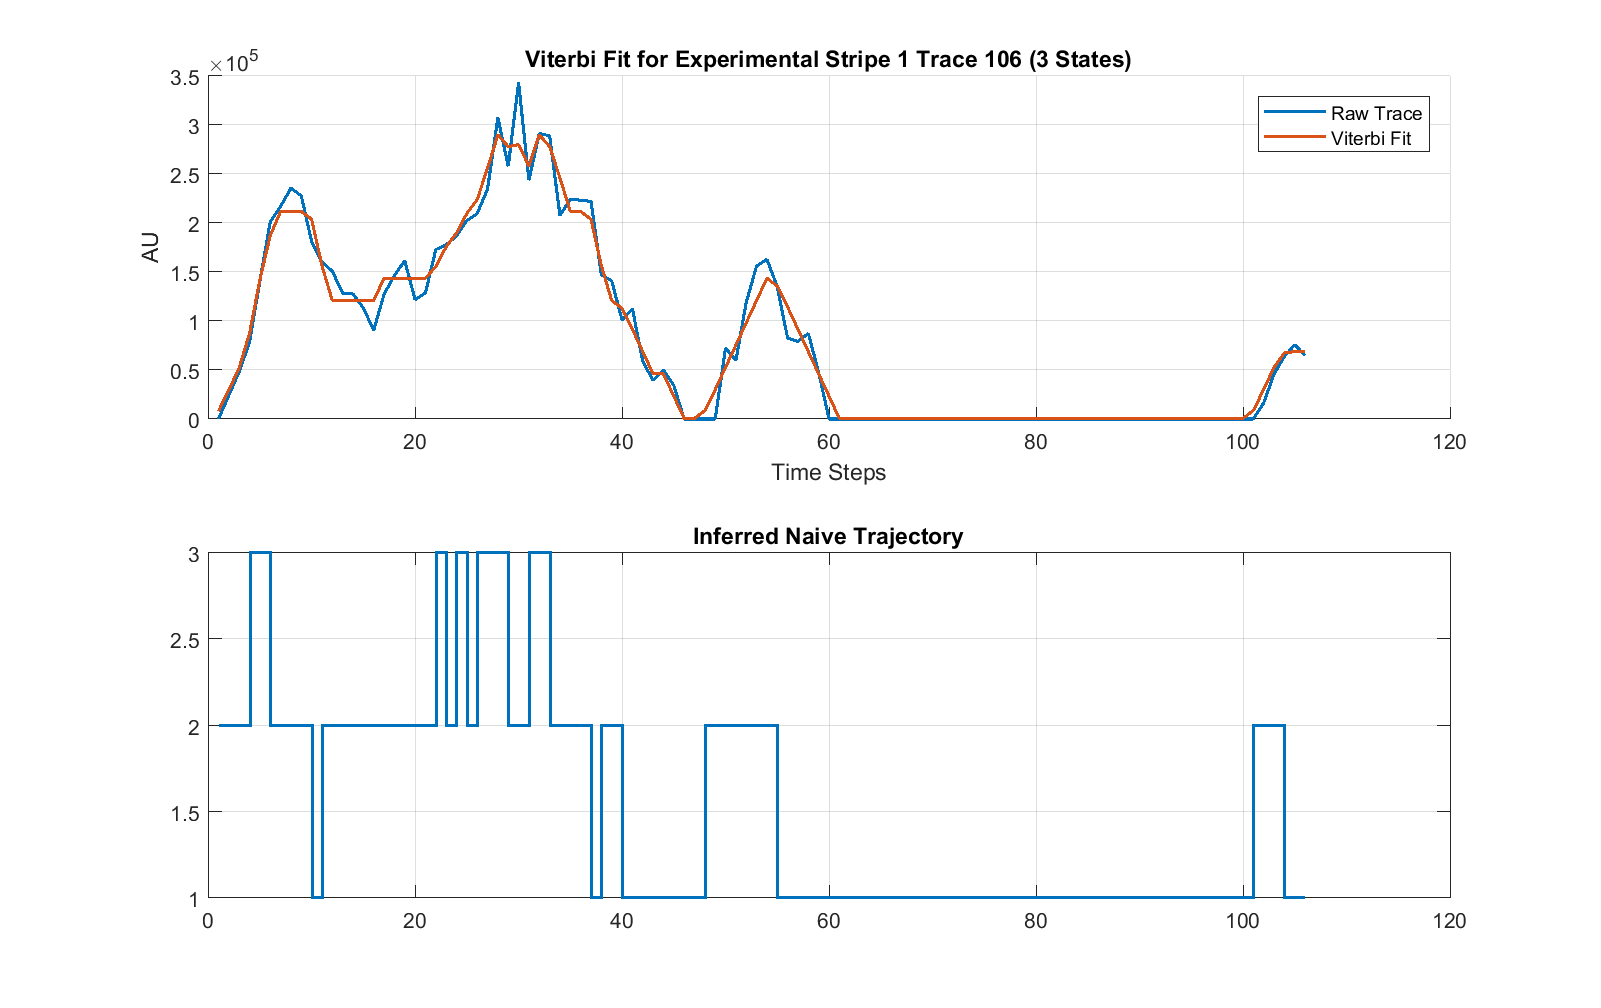 Viterbi Fit for Experimental Stripe 1 Trace 106 (3 States)
×10^5
3.5
3
2.5
2
1.5
1
0.5
0
AU
Raw Trace
Viterbi Fit
0 20 40 60 80 100 120
Time Steps
Inferred Naive Trajectory
3
2.5
2
1.5
1
0 20 40 60 80 100 120